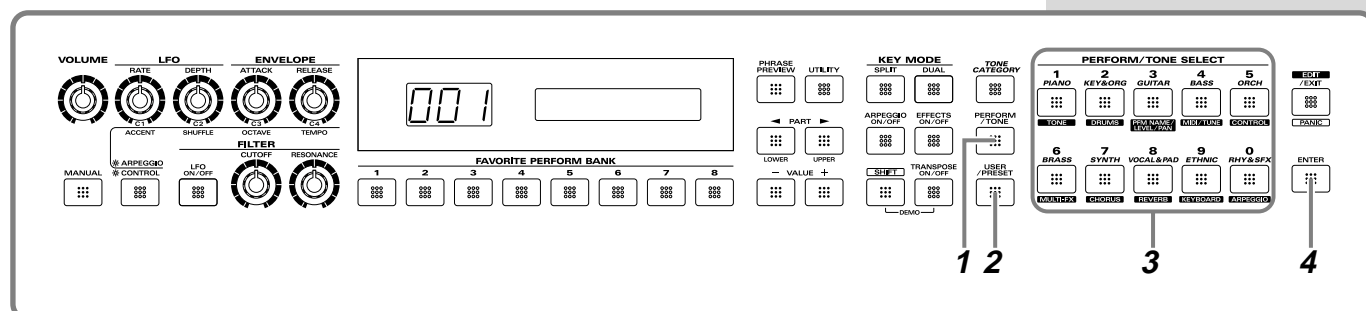 VOLUME LFO ENVELOPE
RATE DEPTH ATTACK RELEASE
C1 C2 C3 C4
ACCENT SHUFFLE OCTAVE TEMPO
FILTER
CUTOFF RESONANCE
ARPEGGIO
CONTROL
MANUAL
LFO
ON/OFF
001
FAVORITE PERFORM BANK
1 2 3 4 5 6 7 8
PHRASE
PREVIEW
UTILITY
◄ PART ►
LOWER UPPER
− VALUE +
KEY MODE
SPLIT DUAL
ARPEGGIO
ON/OFF
EFFECTS
ON/OFF
SHIFT
TRANSPOSE
ON/OFF
DEMO
TONE
CATEGORY
PERFORM
/TONE
USER
/PRESET
PERFORM/TONE SELECT
1 2 3 4 5
PIANO KEY&ORG GUITAR BASS ORCH
TONE DRUMS PFM NAME/
LEVEL/PAN MIDI/TUNE CONTROL
6 7 8 9 0
BRASS SYNTH VOCAL&PAD ETHNIC RHY&SFX
MULTI-FX CHORUS REVERB KEYBOARD ARPEGGIO
EDIT
/EXIT
PANIC
ENTER
1 2 3 4